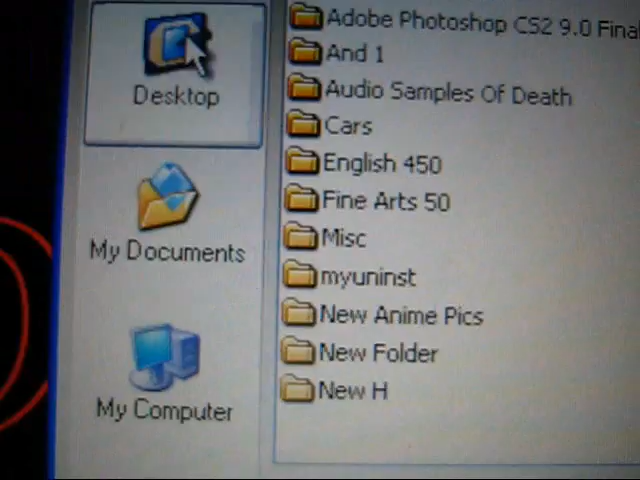 Desktop
My Documents
My Computer
Adobe Photoshop CS2 9.0 Final
And 1
Audio Samples Of Death
Cars
English 450
Fine Arts 50
Misc
myuninst
New Anime Pics
New Folder
New H